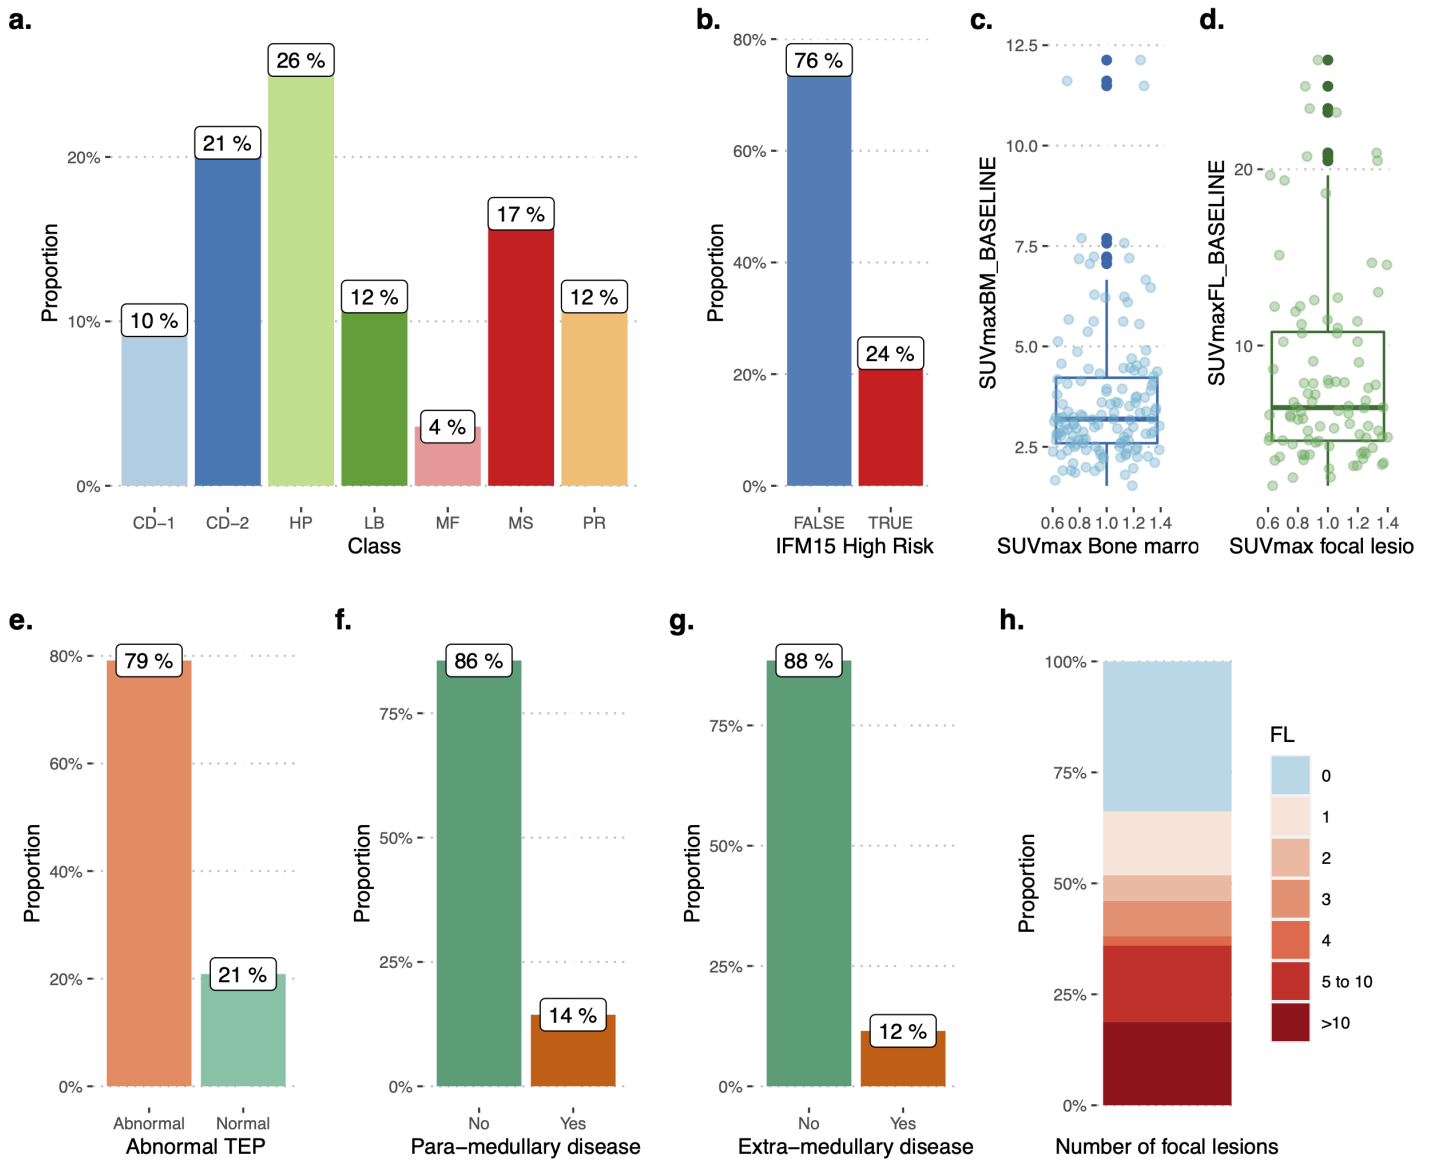 a.
Proportion
20%
10%
0%
10 %
21 %
26 %
12 %
4 %
17 %
12 %
CD–1
CD–2
HP
LB
MF
MS
PR
Class
b.
Proportion
80%
60%
40%
20%
0%
76 %
24 %
FALSE
TRUE
IFM15 High Risk
c.
SUVmaxBM_BASELINE
12.5
10.0
7.5
5.0
2.5
0.6 0.8 1.0 1.2 1.4
SUVmax Bone marro
d.
SUVmaxFL_BASELINE
20
10
0.6 0.8 1.0 1.2 1.4
SUVmax focal lesio
e.
Proportion
80%
60%
40%
20%
0%
79 %
21 %
Abnormal
Normal
Abnormal TEP
f.
Proportion
75%
50%
25%
0%
86 %
14 %
No
Yes
Para–medullary disease
g.
Proportion
75%
50%
25%
0%
88 %
12 %
No
Yes
Extra–medullary disease
h.
Proportion
100%
75%
50%
25%
0%
Number of focal lesions
FL
0
1
2
3
4
5 to 10
>10